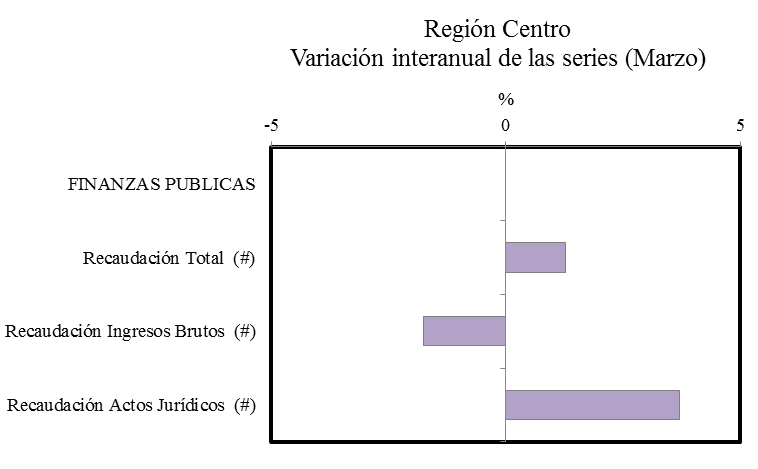 Región Centro
Variación interanual de las series (Marzo)
%
-5 0 5
FINANZAS PUBLICAS
Recaudación Total (#)
Recaudación Ingresos Brutos (#)
Recaudación Actos Jurídicos (#)